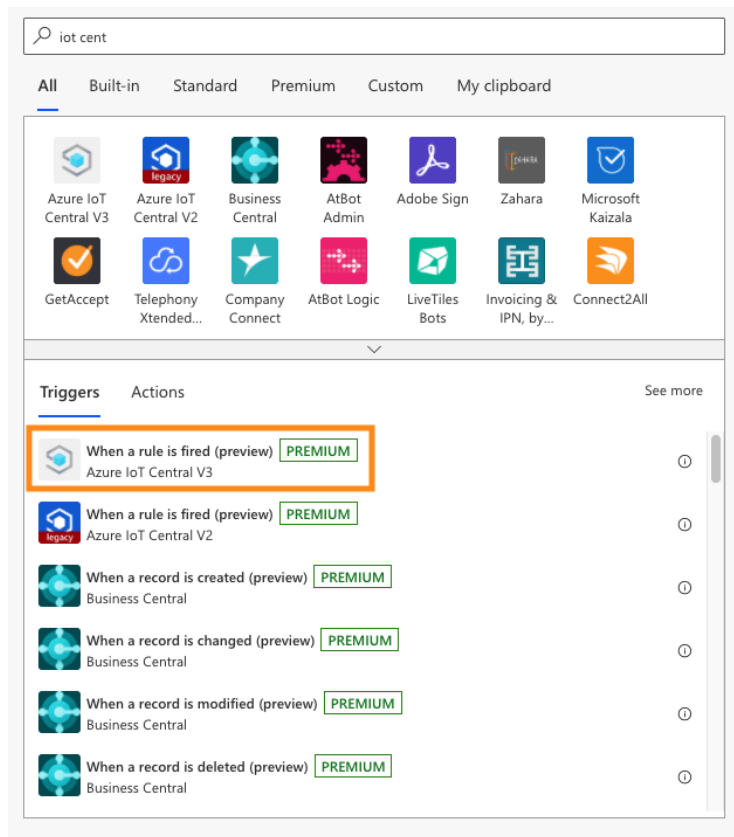 iot cent
All Built-in Standard Premium Custom My clipboard
Azure IoT Central V3
legacy
Azure IoT Central V2
Business Central
AtBot Admin
Adobe Sign
Zahara
Microsoft Kaizala
GetAccept
Telephony Xtended...
Company Connect
AtBot Logic
LiveTiles Bots
Invoicing & IPN, by...
Connect2All
Triggers Actions See more
When a rule is fired (preview) PREMIUM
Azure IoT Central V3
When a rule is fired (preview) PREMIUM
legacy
Azure IoT Central V2
When a record is created (preview) PREMIUM
Business Central
When a record is changed (preview) PREMIUM
Business Central
When a record is modified (preview) PREMIUM
Business Central
When a record is deleted (preview) PREMIUM
Business Central